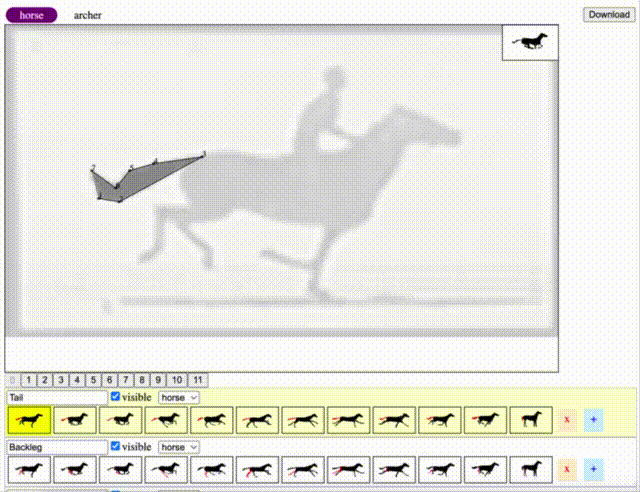 horse archer Download
0 1 2 3 4 5 6 7 8 9 10 11
Tail visible horse
x +
Backleg visible horse
x +